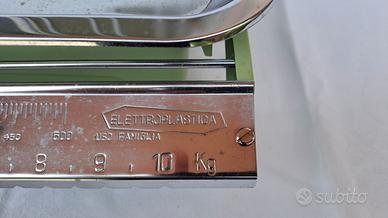 ELETTROPLASTICA
450 500 USO FAMIGLIA
8 9 10 Kg
subito